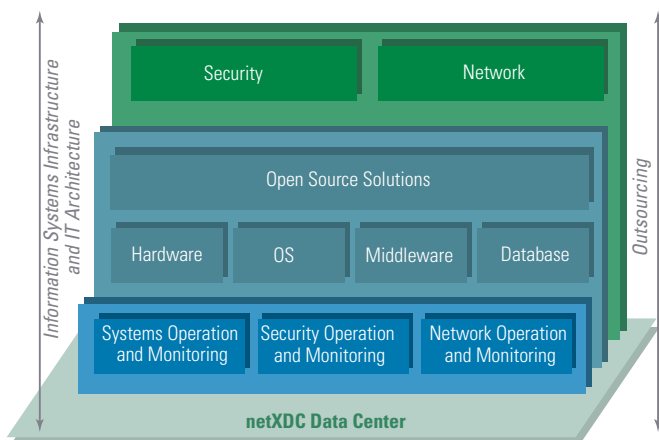 Information Systems Infrastructure
and IT Architecture
Security
Network
Open Source Solutions
Hardware
OS
Middleware
Database
Systems Operation
and Monitoring
Security Operation
and Monitoring
Network Operation
and Monitoring
netXDC Data Center
Outsourcing